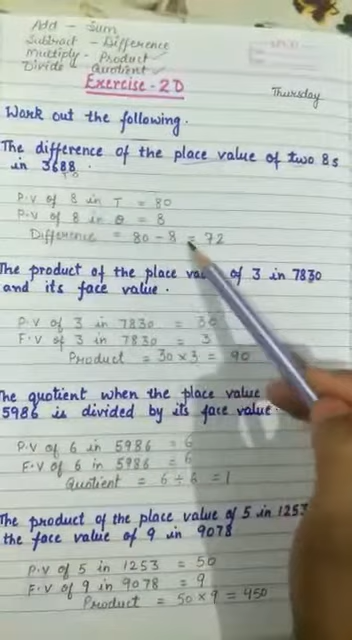 Add - Sum
Subtract - Difference
Multiply - Product
Divide - Quotient
Exercise - 2D
Thursday
Work out the following.
The difference of the place value of two 8s
in 3688.
P.V of 8 in T = 80
P.V of 8 in O = 8
Difference = 80 - 8 = 72
The product of the place of 3 in 7830
and its face value.
P.V of 3 in 7830 = 30
F.V of 3 in 7830 = 3
Product = 30 × 3 = 90
The quotient when the place value
5986 is divided by its face value.
P.V of 6 in 5986 = 6
F.V of 6 in 5986 = 6
Quotient = 6 ÷ 6 = 1
The product of the place value of 5 in 1253
the face value of 9 in 9078
P.V of 5 in 1253 = 50
F.V of 9 in 9078 = 9
Product = 50 × 9 = 450